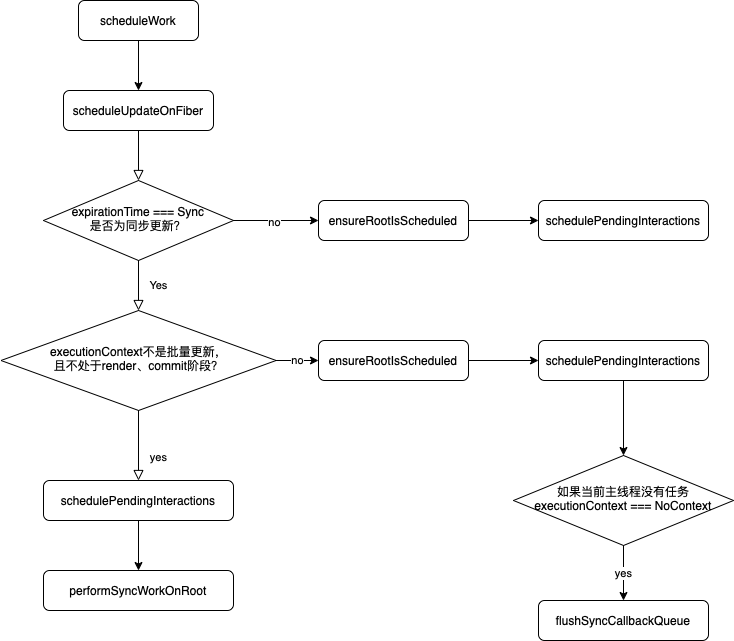 scheduleWork
scheduleUpdateOnFiber
expirationTime === Sync
是否为同步更新?
no
ensureRootIsScheduled
schedulePendingInteractions
Yes
executionContext不是批量更新,
且不处于render、commit阶段?
no
ensureRootIsScheduled
schedulePendingInteractions
yes
schedulePendingInteractions
如果当前主线程没有任务
executionContext === NoContext
performSyncWorkOnRoot
yes
flushSyncCallbackQueue